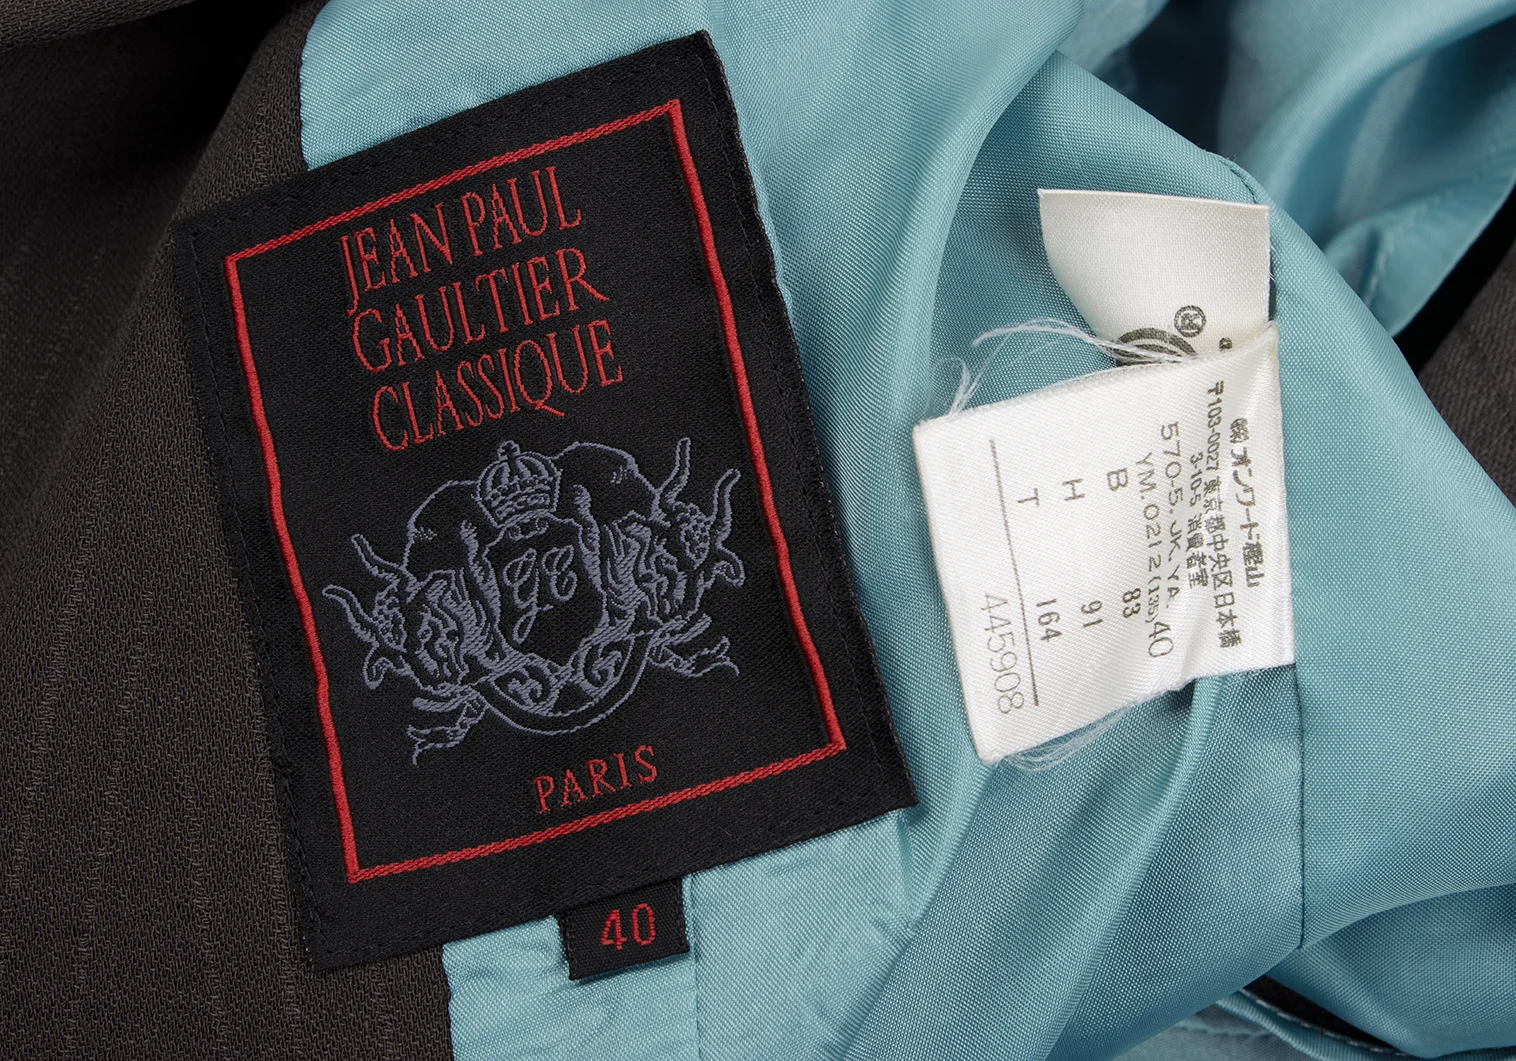 JEAN PAUL
GAULTIER
CLASSIQUE
GE
PARIS
40
㈱オンワード樫山
〒103-0027 東京都中央区日本橋
3-10-5 消費者室
570-5. JK. YA.
YM.0212(135)40
B 83
H 91
T 164
445908